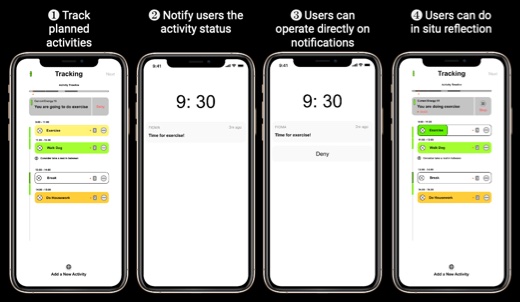 ❶ Track
planned
activities
❷ Notify users the
activity status
❸ Users can
operate directly on
notifications
❹ Users can do
in situ reflection
Tracking
Next
Activity Timeline
You are going to do exercise
Deny
Exercise
Walk Dog
Break
Do Housework
Add a New Activity
9:41
9: 30
2m ago
Time for exercise!
9:41
9: 30
2m ago
Time for exercise!
Deny
Tracking
Next
Activity Timeline
You are doing exercise
Exercise
Walk Dog
Break
Do Housework
Add a New Activity